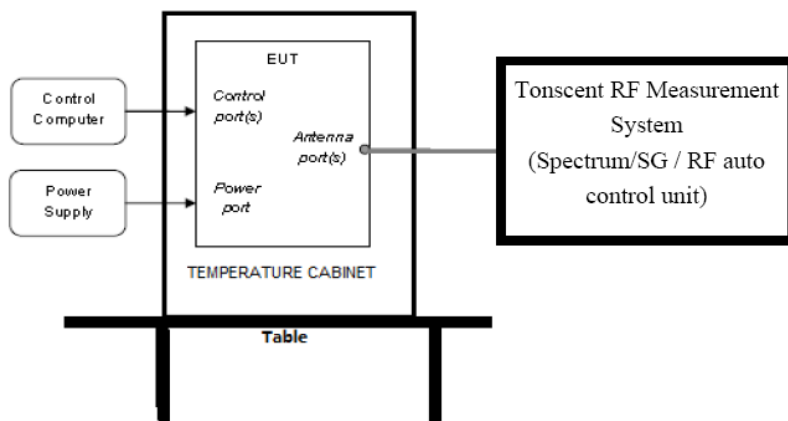 EUT
Control
Computer
Control
port(s)
Antenna
port(s)
Power
Supply
Power
port
TEMPERATURE CABINET
Table
Tonscent RF Measurement
System
(Spectrum/SG / RF auto
control unit)